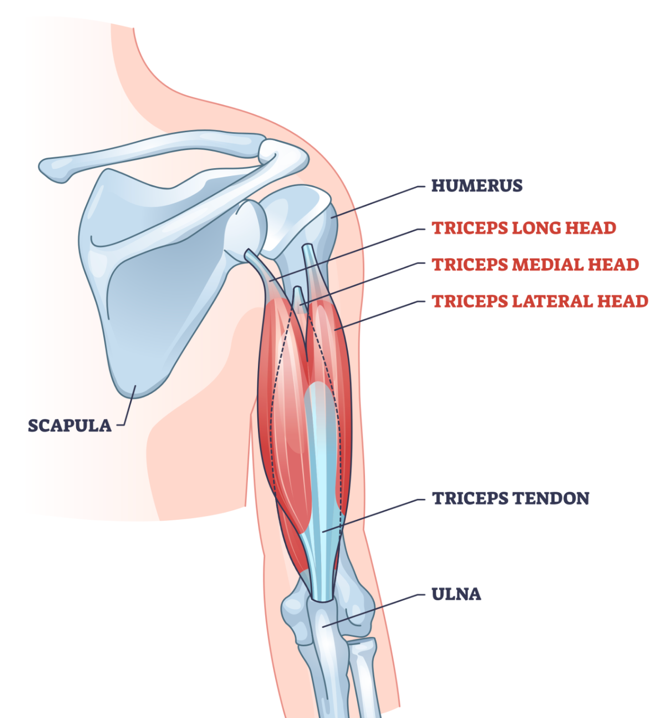 HUMERUS
TRICEPS LONG HEAD
TRICEPS MEDIAL HEAD
TRICEPS LATERAL HEAD
SCAPULA
TRICEPS TENDON
ULNA